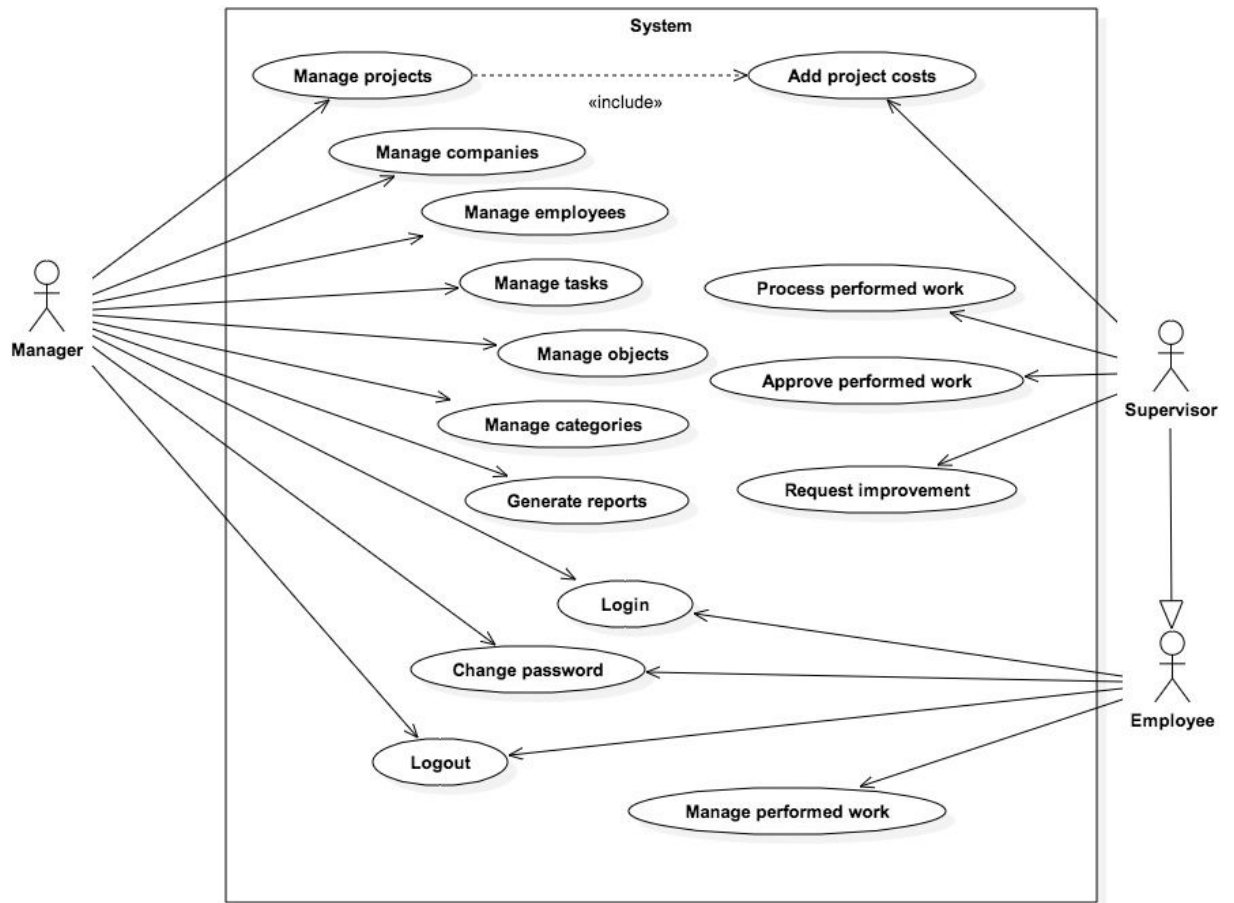 System
Manage projects
Add project costs
«include»
Manage companies
Manage employees
Manage tasks
Process performed work
Manager
Manage objects
Approve performed work
Supervisor
Manage categories
Generate reports
Request improvement
Login
Change password
Employee
Logout
Manage performed work